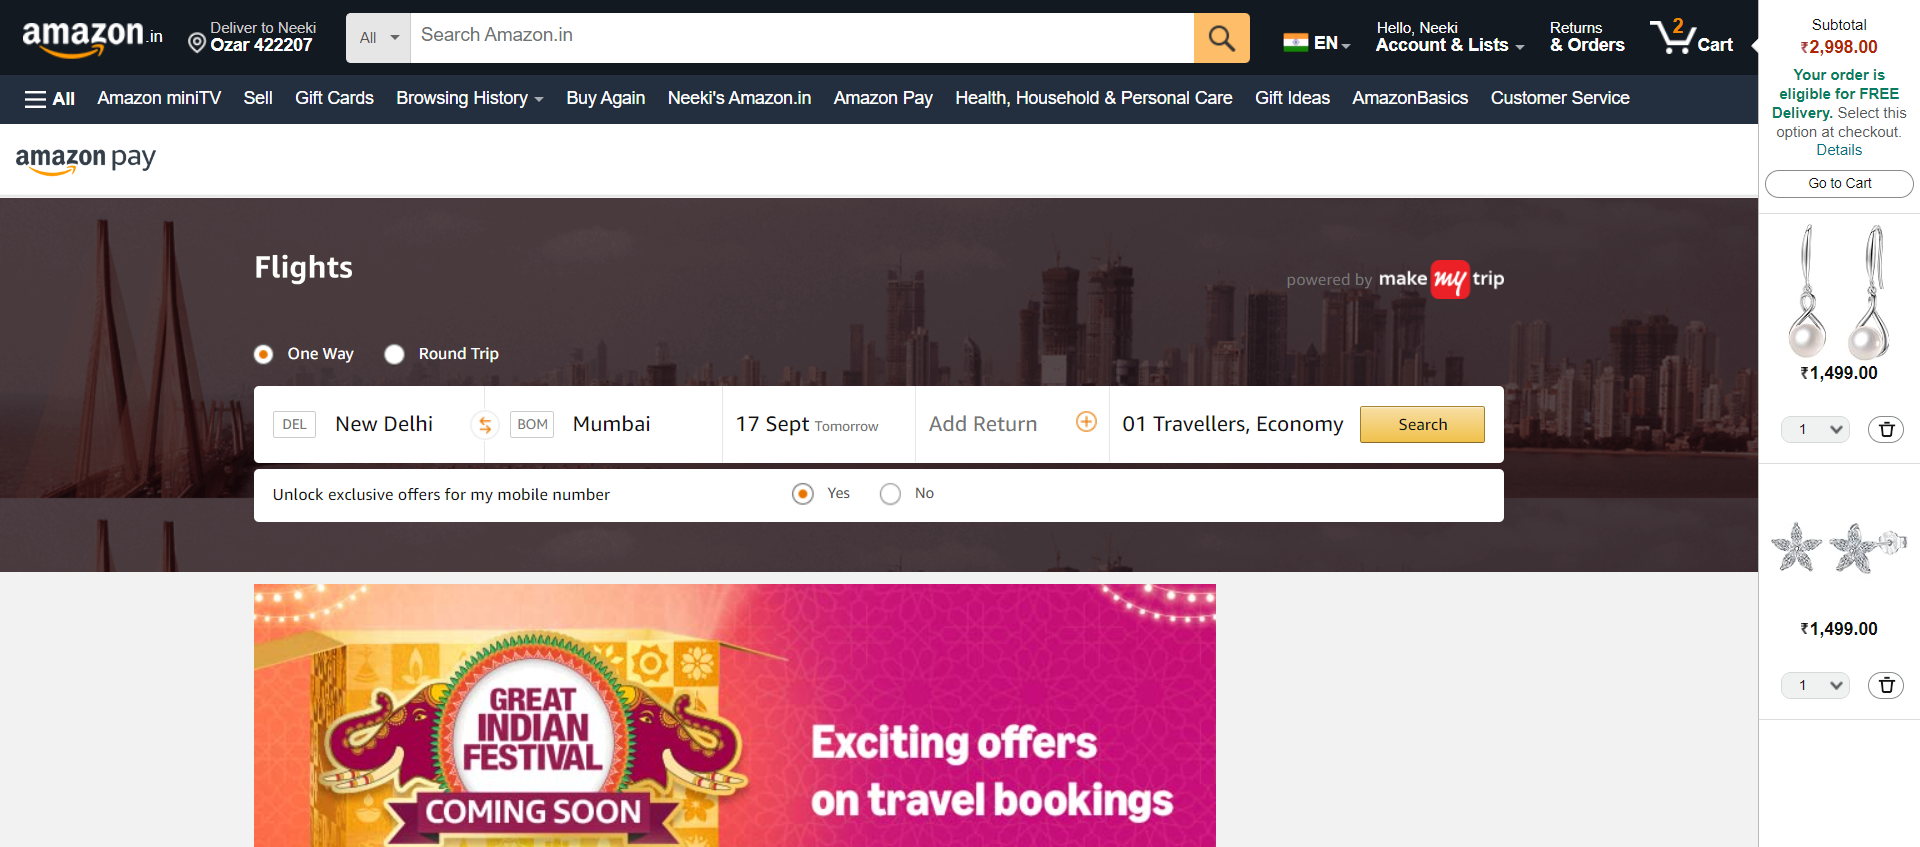 amazon.in
Deliver to Neeki
Ozar 422207
All
Search Amazon.in
EN
Hello, Neeki
Account & Lists
Returns
& Orders
2
Cart
All
Amazon miniTV
Sell
Gift Cards
Browsing History
Buy Again
Neeki's Amazon.in
Amazon Pay
Health, Household & Personal Care
Gift Ideas
AmazonBasics
Customer Service
amazon pay
Flights
powered by make my trip
One Way
Round Trip
DEL New Delhi
BOM Mumbai
17 Sept Tomorrow
Add Return
01 Travellers, Economy
Search
Unlock exclusive offers for my mobile number
Yes
No
GREAT
INDIAN
FESTIVAL
COMING SOON
Exciting offers
on travel bookings
Subtotal
₹2,998.00
Your order is
eligible for FREE
Delivery. Select this
option at checkout.
Details
Go to Cart
₹1,499.00
1
₹1,499.00
1